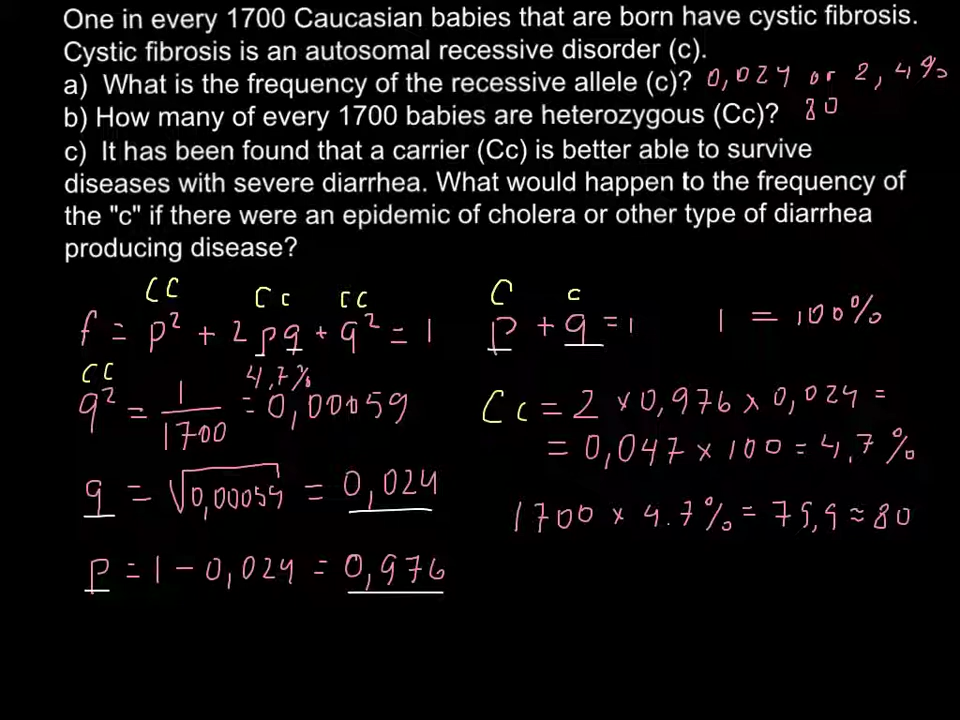 One in every 1700 Caucasian babies that are born have cystic fibrosis.
Cystic fibrosis is an autosomal recessive disorder (c).
a) What is the frequency of the recessive allele (c)? 0,024 or 2,4%
b) How many of every 1700 babies are heterozygous (Cc)? 80
c) It has been found that a carrier (Cc) is better able to survive
diseases with severe diarrhea. What would happen to the frequency of
the "c" if there were an epidemic of cholera or other type of diarrhea
producing disease?
CC Cc cc
f = p² + 2pq + q² = 1
4,7%
C c
p + q = 1
1 = 100%
cc
q² = 1/1700 = 0,00059
q = √0,00059 = 0,024
p = 1 - 0,024 = 0,976
Cc = 2 × 0,976 × 0,024 =
= 0,047 × 100 = 4,7%
1700 × 4.7% = 79,9 ≈ 80